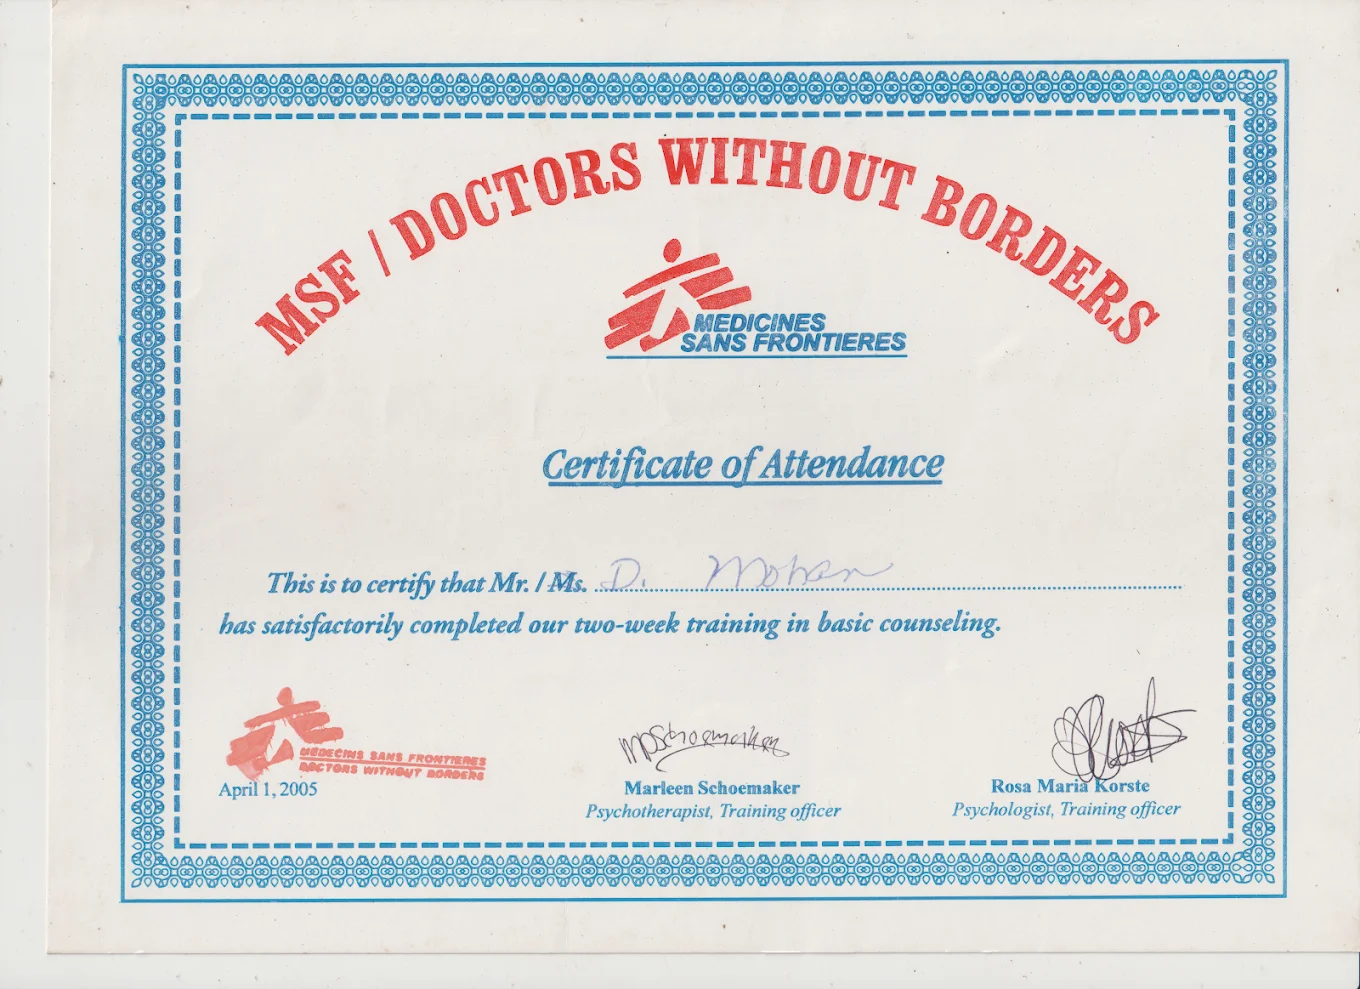 MSF / DOCTORS WITHOUT BORDERS
MEDICINES
SANS FRONTIERES
Certificate of Attendance
This is to certify that Mr. / Ms. D. Mohan
has satisfactorily completed our two-week training in basic counseling.
MEDECINS SANS FRONTIERES
DOCTORS WITHOUT BORDERS
April 1, 2005
MPSchoemaker
Marleen Schoemaker
Psychotherapist, Training officer
Rosa Maria Korste
Psychologist, Training officer